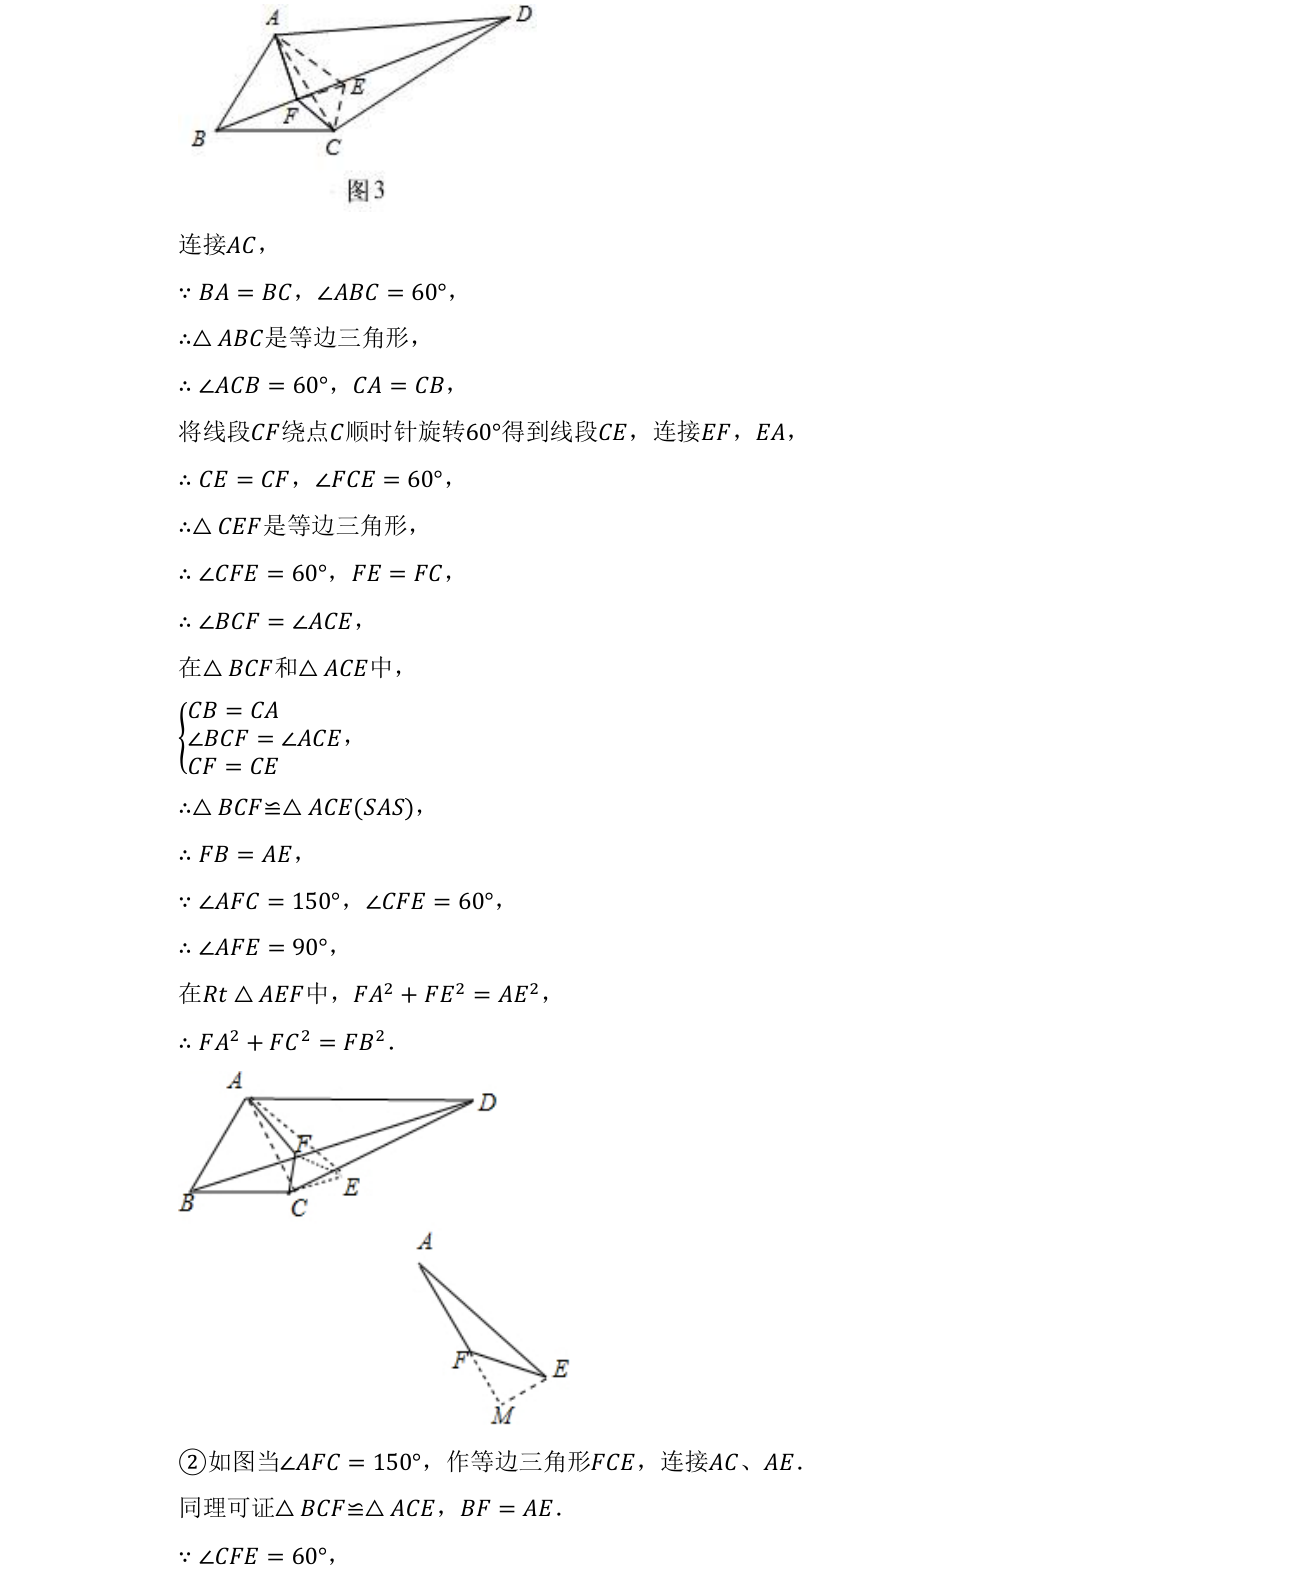 A
D
E
F
B
C
图3
连接AC，
∵ BA = BC，∠ABC = 60°，
∴△ ABC是等边三角形，
∴ ∠ACB = 60°，CA = CB，
将线段CF绕点C顺时针旋转60°得到线段CE，连接EF，EA，
∴ CE = CF，∠FCE = 60°，
∴△ CEF是等边三角形，
∴ ∠CFE = 60°，FE = FC，
∴ ∠BCF = ∠ACE，
在△ BCF和△ ACE中，
CB = CA
∠BCF = ∠ACE，
CF = CE
∴△ BCF≌△ ACE(SAS)，
∴ FB = AE，
∵ ∠AFC = 150°，∠CFE = 60°，
∴ ∠AFE = 90°，
在Rt △ AEF中，FA² + FE² = AE²，
∴ FA² + FC² = FB²．
A
D
F
E
B
C
A
F
E
M
②如图当∠AFC = 150°，作等边三角形FCE，连接AC、AE．
同理可证△ BCF≌△ ACE，BF = AE．
∵ ∠CFE = 60°，